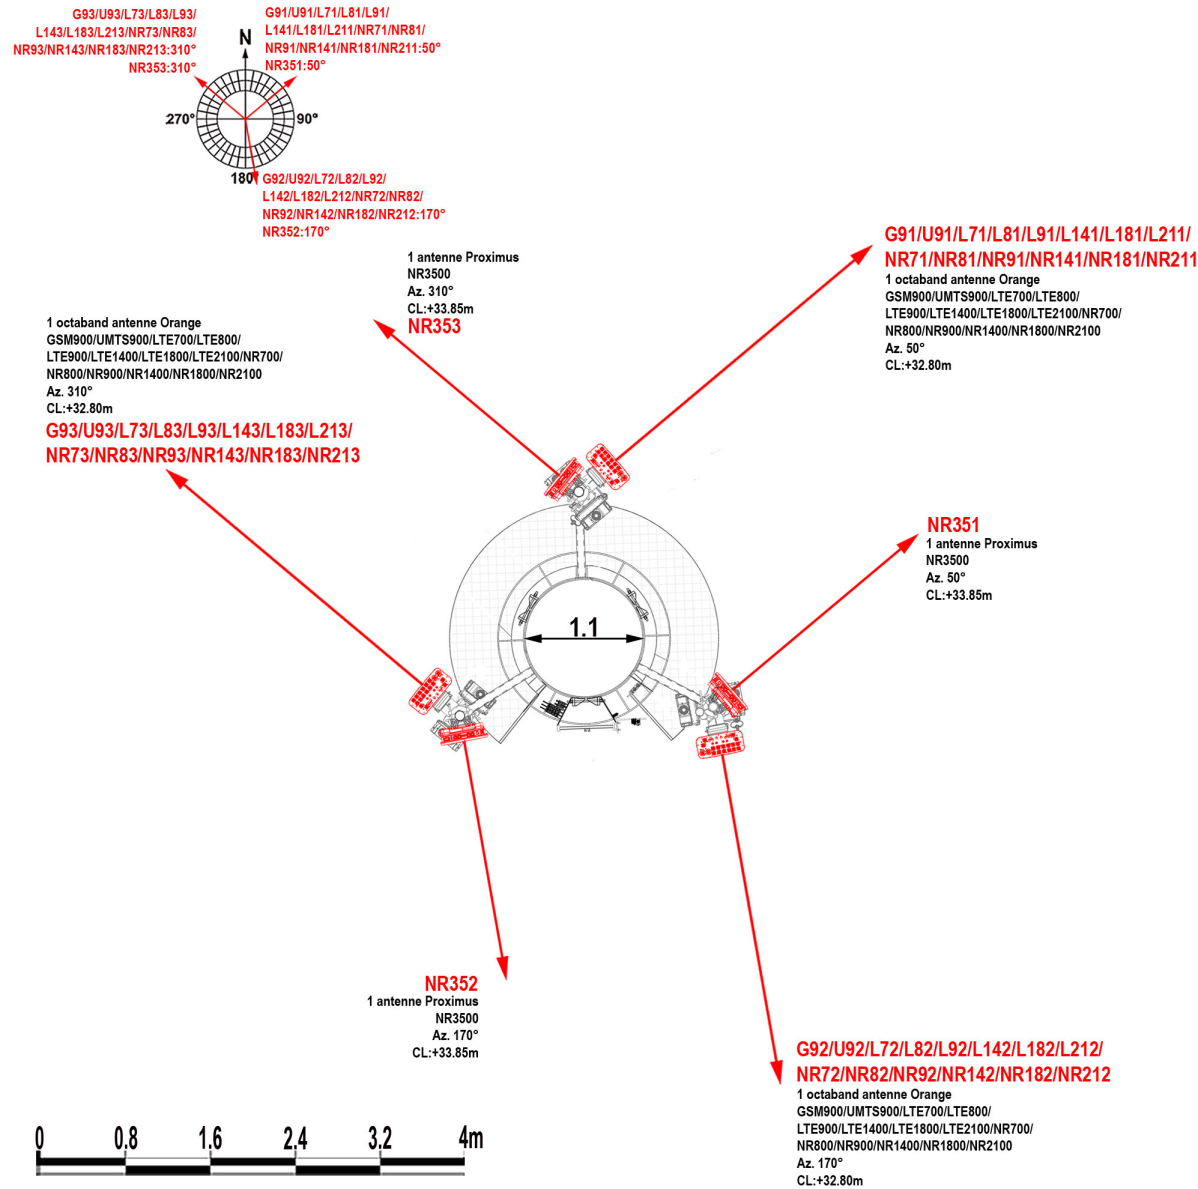 G93/U93/L73/L83/L93/
L143/L183/L213/NR73/NR83/
NR93/NR143/NR183/NR213:310°
NR353:310°
G91/U91/L71/L81/L91/
L141/L181/L211/NR71/NR81/
NR91/NR141/NR181/NR211:50°
NR351:50°
N
270°
90°
180
G92/U92/L72/L82/L92/
L142/L182/L212/NR72/NR82/
NR92/NR142/NR182/NR212:170°
NR352:170°
1 antenne Proximus
NR3500
Az. 310°
CL:+33.85m
NR353
G91/U91/L71/L81/L91/L141/L181/L211/
NR71/NR81/NR91/NR141/NR181/NR211
1 octaband antenne Orange
GSM900/UMTS900/LTE700/LTE800/
LTE900/LTE1400/LTE1800/LTE2100/NR700/
NR800/NR900/NR1400/NR1800/NR2100
Az. 50°
CL:+32.80m
1 octaband antenne Orange
GSM900/UMTS900/LTE700/LTE800/
LTE900/LTE1400/LTE1800/LTE2100/NR700/
NR800/NR900/NR1400/NR1800/NR2100
Az. 310°
CL:+32.80m
G93/U93/L73/L83/L93/L143/L183/L213/
NR73/NR83/NR93/NR143/NR183/NR213
NR351
1 antenne Proximus
NR3500
Az. 50°
CL:+33.85m
1.1
NR352
1 antenne Proximus
NR3500
Az. 170°
CL:+33.85m
G92/U92/L72/L82/L92/L142/L182/L212/
NR72/NR82/NR92/NR142/NR182/NR212
1 octaband antenne Orange
GSM900/UMTS900/LTE700/LTE800/
LTE900/LTE1400/LTE1800/LTE2100/NR700/
NR800/NR900/NR1400/NR1800/NR2100
Az. 170°
CL:+32.80m
0 0.8 1.6 2.4 3.2 4m